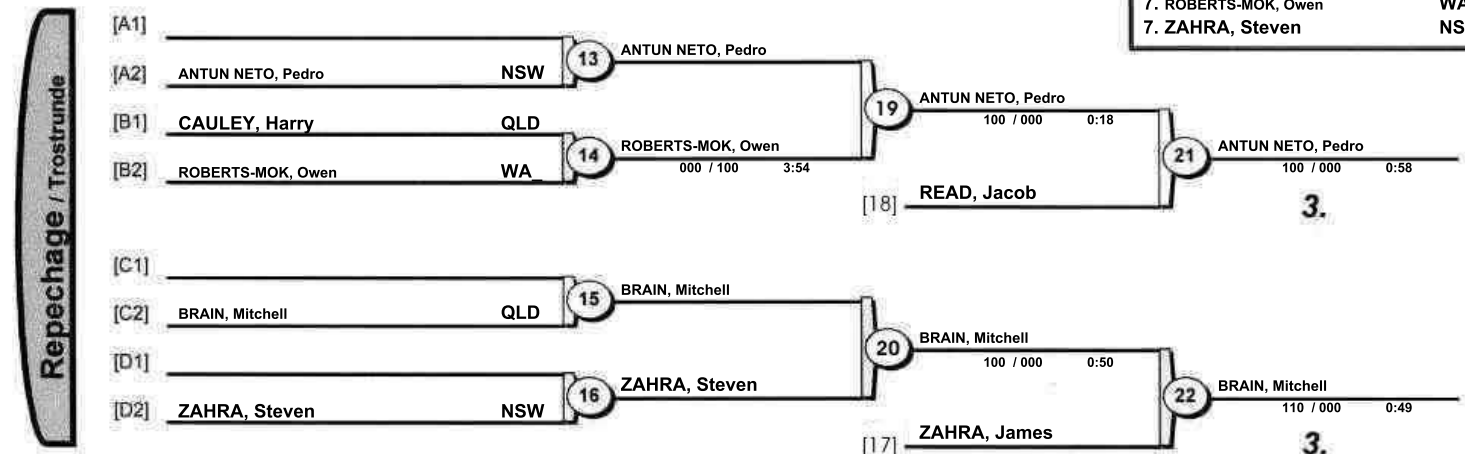 7. ROBERTS-MOK, Owen WA
7. ZAHRA, Steven NS
Repechage / Trostrunde
[A1]
13
ANTUN NETO, Pedro
[A2] ANTUN NETO, Pedro NSW
19
ANTUN NETO, Pedro
100 / 000 0:18
[B1] CAULEY, Harry QLD
14
ROBERTS-MOK, Owen
000 / 100 3:54
21
ANTUN NETO, Pedro
100 / 000 0:58
[B2] ROBERTS-MOK, Owen WA_
[18] READ, Jacob
3.
[C1]
15
BRAIN, Mitchell
[C2] BRAIN, Mitchell QLD
20
BRAIN, Mitchell
100 / 000 0:50
[D1]
16
ZAHRA, Steven
22
BRAIN, Mitchell
110 / 000 0:49
[D2] ZAHRA, Steven NSW
[17] ZAHRA, James
3.